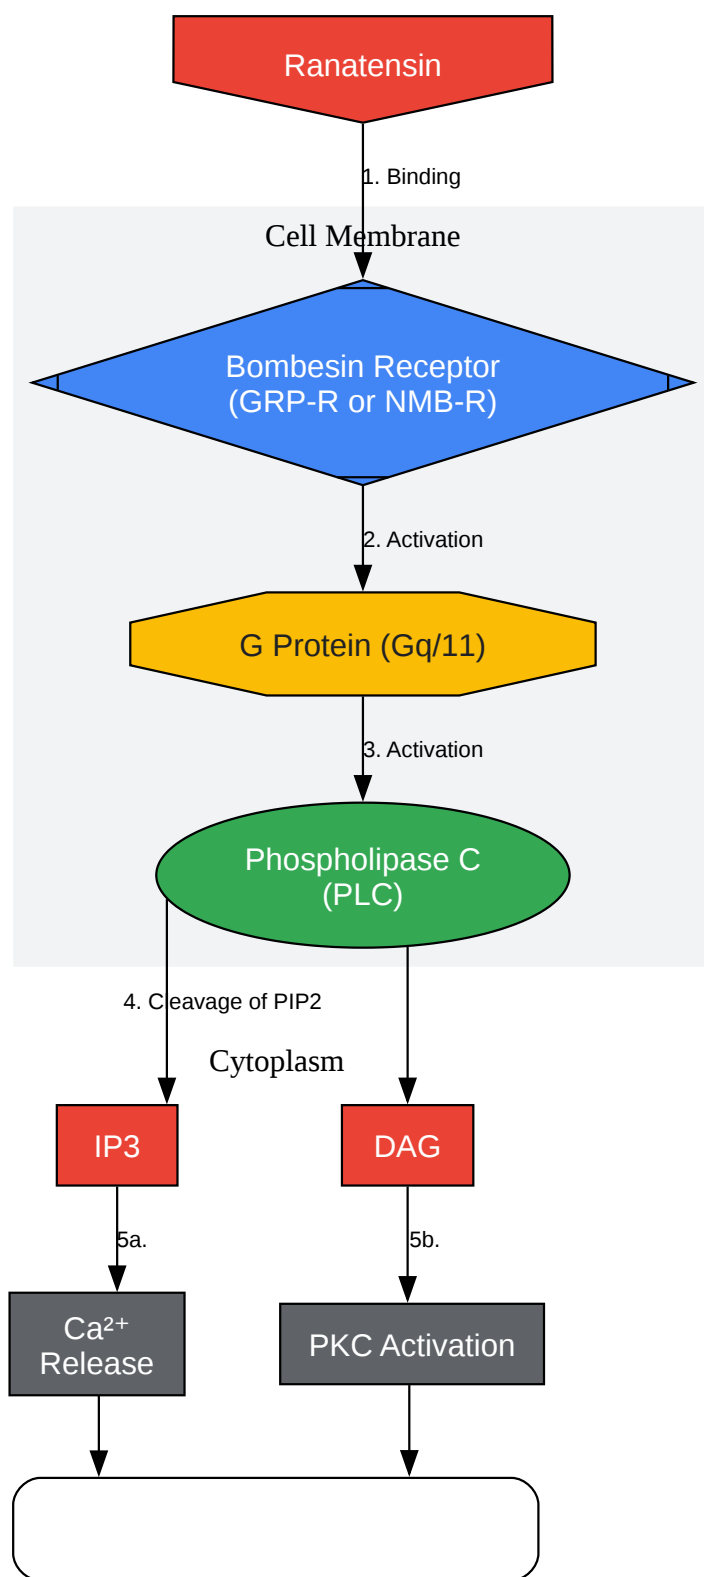 Ranatensin
1. Binding
Cell Membrane
Bombesin Receptor
(GRP-R or NMB-R)
2. Activation
G Protein (Gq/11)
3. Activation
Phospholipase C
(PLC)
4. Cleavage of PIP2
Cytoplasm
IP3
DAG
5a.
5b.
Ca²⁺
Release
PKC Activation